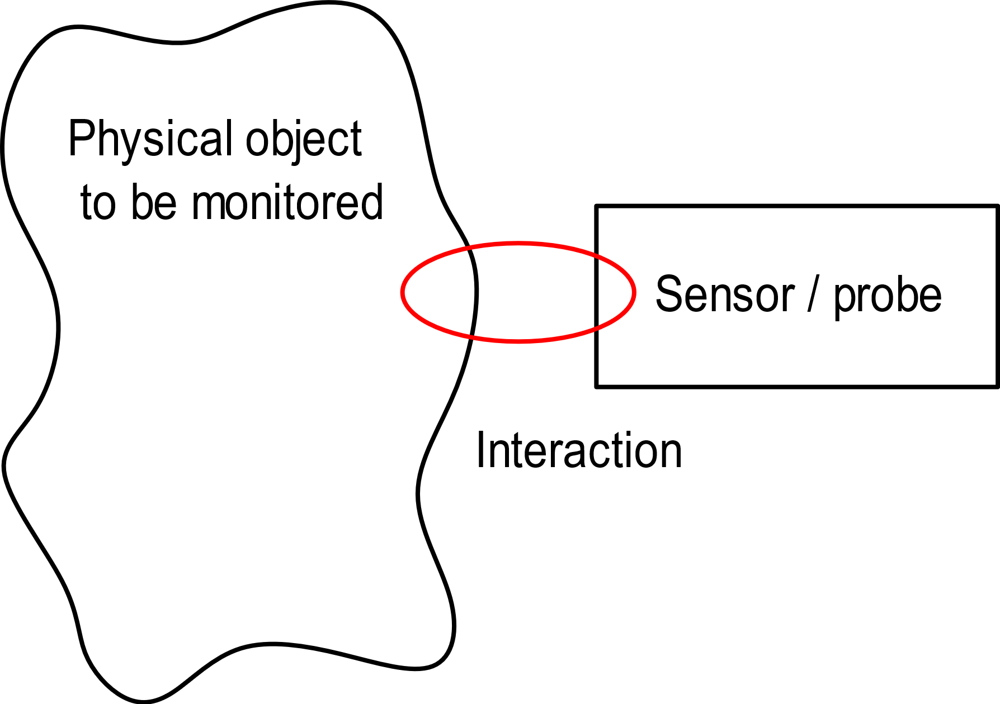 Physical object
to be monitored
Sensor / probe
Interaction